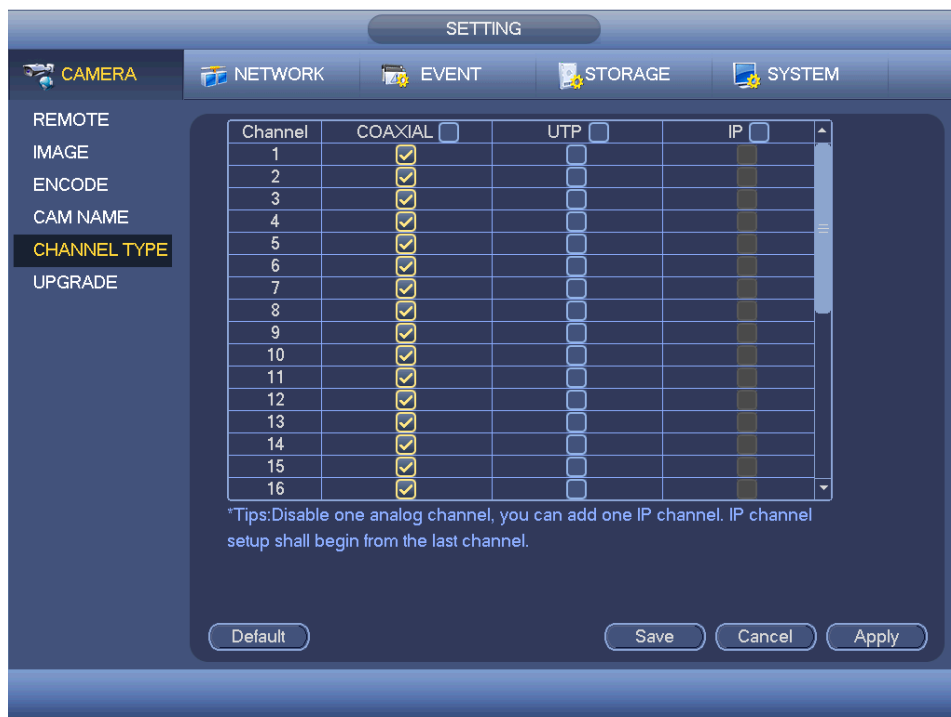 SETTING
CAMERA NETWORK EVENT STORAGE SYSTEM
REMOTE
IMAGE
ENCODE
CAM NAME
CHANNEL TYPE
UPGRADE
Channel COAXIAL UTP IP
1
2
3
4
5
6
7
8
9
10
11
12
13
14
15
16
*Tips:Disable one analog channel, you can add one IP channel. IP channel
setup shall begin from the last channel.
Default Save Cancel Apply